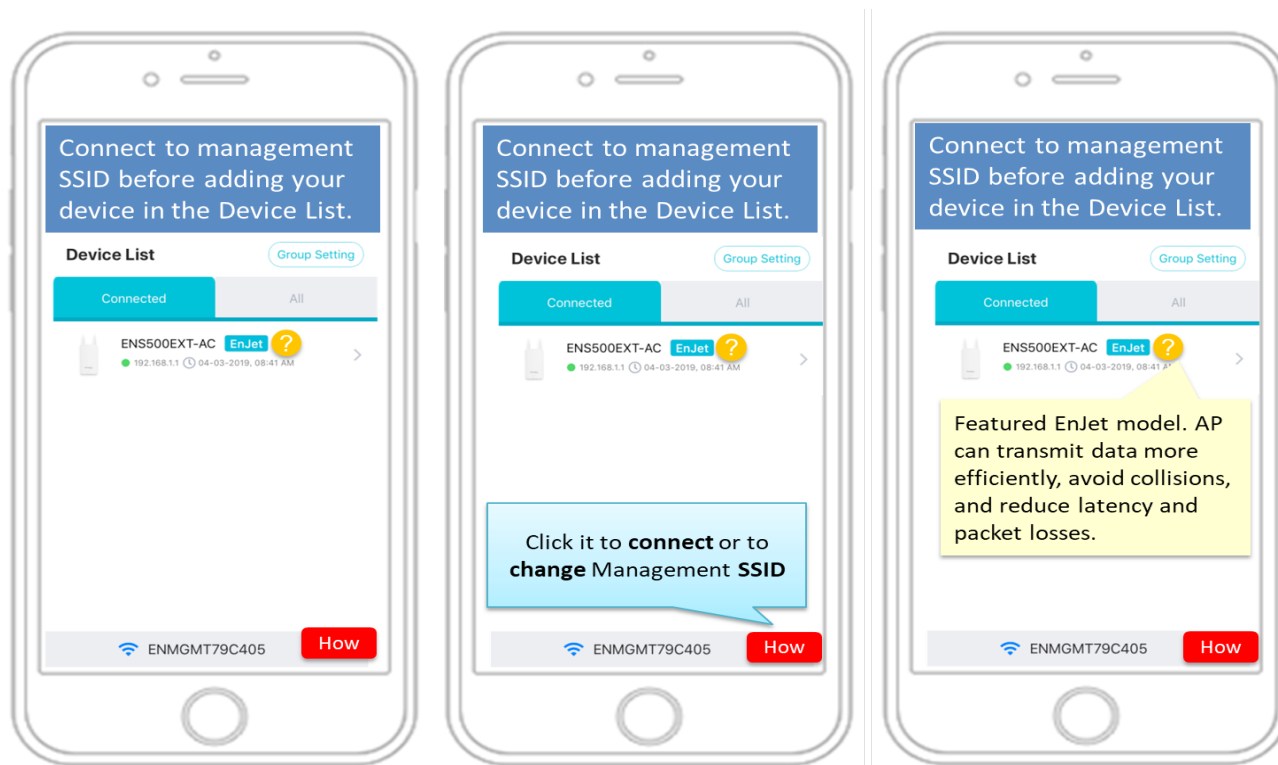 Connect to management
SSID before adding your
device in the Device List.
Device List
Group Setting
Connected
All
ENS500EXT-AC EnJet ?
192.168.1.1 04-03-2019, 08:41 AM
ENMGMT79C405
How
Connect to management
SSID before adding your
device in the Device List.
Device List
Group Setting
Connected
All
ENS500EXT-AC EnJet ?
192.168.1.1 04-03-2019, 08:41 AM
Click it to connect or to
change Management SSID
ENMGMT79C405
How
Connect to management
SSID before adding your
device in the Device List.
Device List
Group Setting
Connected
All
ENS500EXT-AC EnJet ?
192.168.1.1 04-03-2019, 08:41
Featured EnJet model. AP
can transmit data more
efficiently, avoid collisions,
and reduce latency and
packet losses.
ENMGMT79C405
How